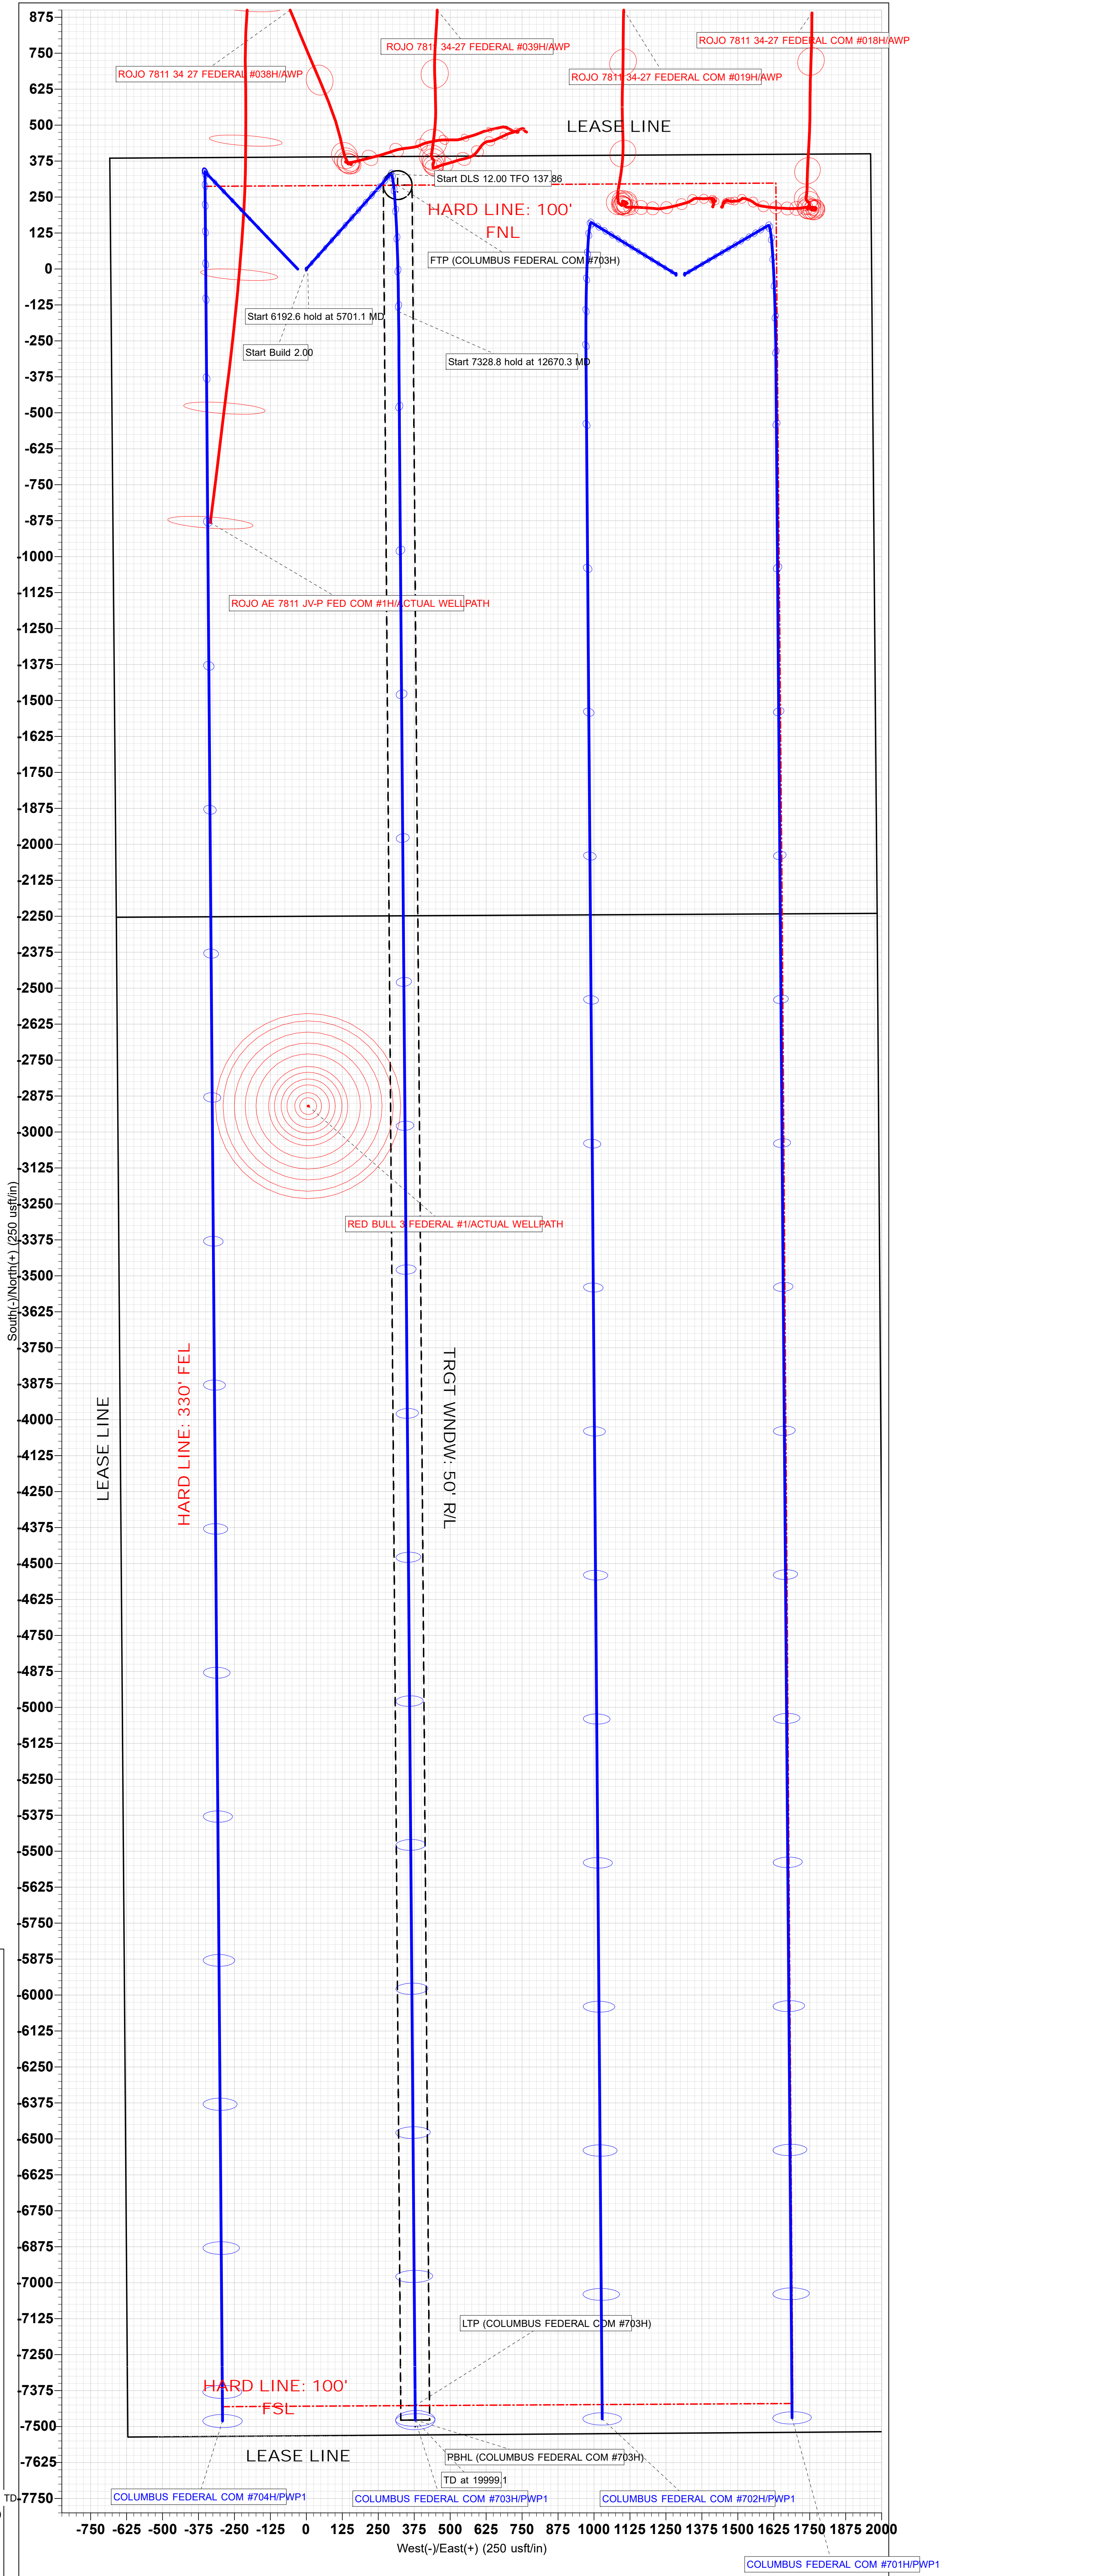 875
750
625
500
375
250
125
0
-125
-250
-375
-500
-625
-750
-875
-1000
-1125
-1250
-1375
-1500
-1625
-1750
-1875
-2000
-2125
-2250
-2375
-2500
-2625
-2750
-2875
-3000
-3125
-3250
-3375
-3500
-3625
-3750
-3875
-4000
-4125
-4250
-4375
-4500
-4625
-4750
-4875
-5000
-5125
-5250
-5375
-5500
-5625
-5750
-5875
-6000
-6125
-6250
-6375
-6500
-6625
-6750
-6875
-7000
-7125
-7250
-7375
-7500
-7625
-7750
South(-)/North(+) (250 usft/in)
ROJO 7811 34-27 FEDERAL COM #018H/AWP
ROJO 7811 34-27 FEDERAL #039H/AWP
ROJO 7811 34 27 FEDERAL #038H/AWP
ROJO 7811 34-27 FEDERAL COM #019H/AWP
LEASE LINE
Start DLS 12.00 TFO 137.86
HARD LINE: 100'
FNL
FTP (COLUMBUS FEDERAL COM #703H)
Start 6192.6 hold at 5701.1 MD
Start Build 2.00
Start 7328.8 hold at 12670.3 MD
ROJO AE 7811 JV-P FED COM #1H/ACTUAL WELLPATH
RED BULL 3 FEDERAL #1/ACTUAL WELLPATH
LEASE LINE
HARD LINE: 330' FEL
TRGT WNDW: 50' R/L
LTP (COLUMBUS FEDERAL COM #703H)
HARD LINE: 100'
FSL
LEASE LINE
PBHL (COLUMBUS FEDERAL COM #703H)
TD at 19999.1
TD
COLUMBUS FEDERAL COM #704H/PWP1
COLUMBUS FEDERAL COM #703H/PWP1
COLUMBUS FEDERAL COM #702H/PWP1
-750 -625 -500 -375 -250 -125 0 125 250 375 500 625 750 875 1000 1125 1250 1375 1500 1625 1750 1875 2000
West(-)/East(+) (250 usft/in)
COLUMBUS FEDERAL COM #701H/PWP1